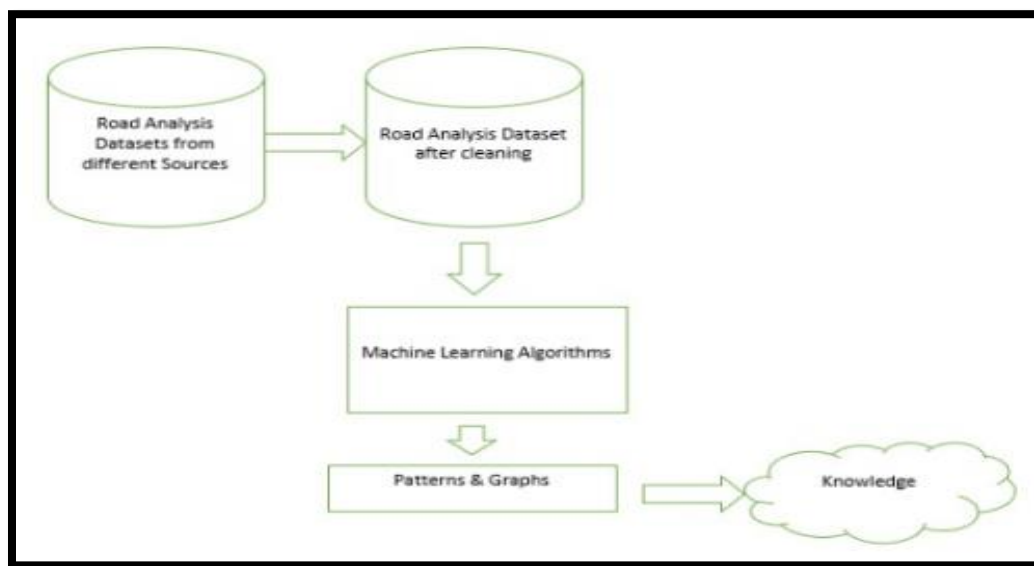 Road Analysis
Datasets from
different Sources
Road Analysis Dataset
after cleaning
Machine Learning Algorithms
Patterns & Graphs
Knowledge